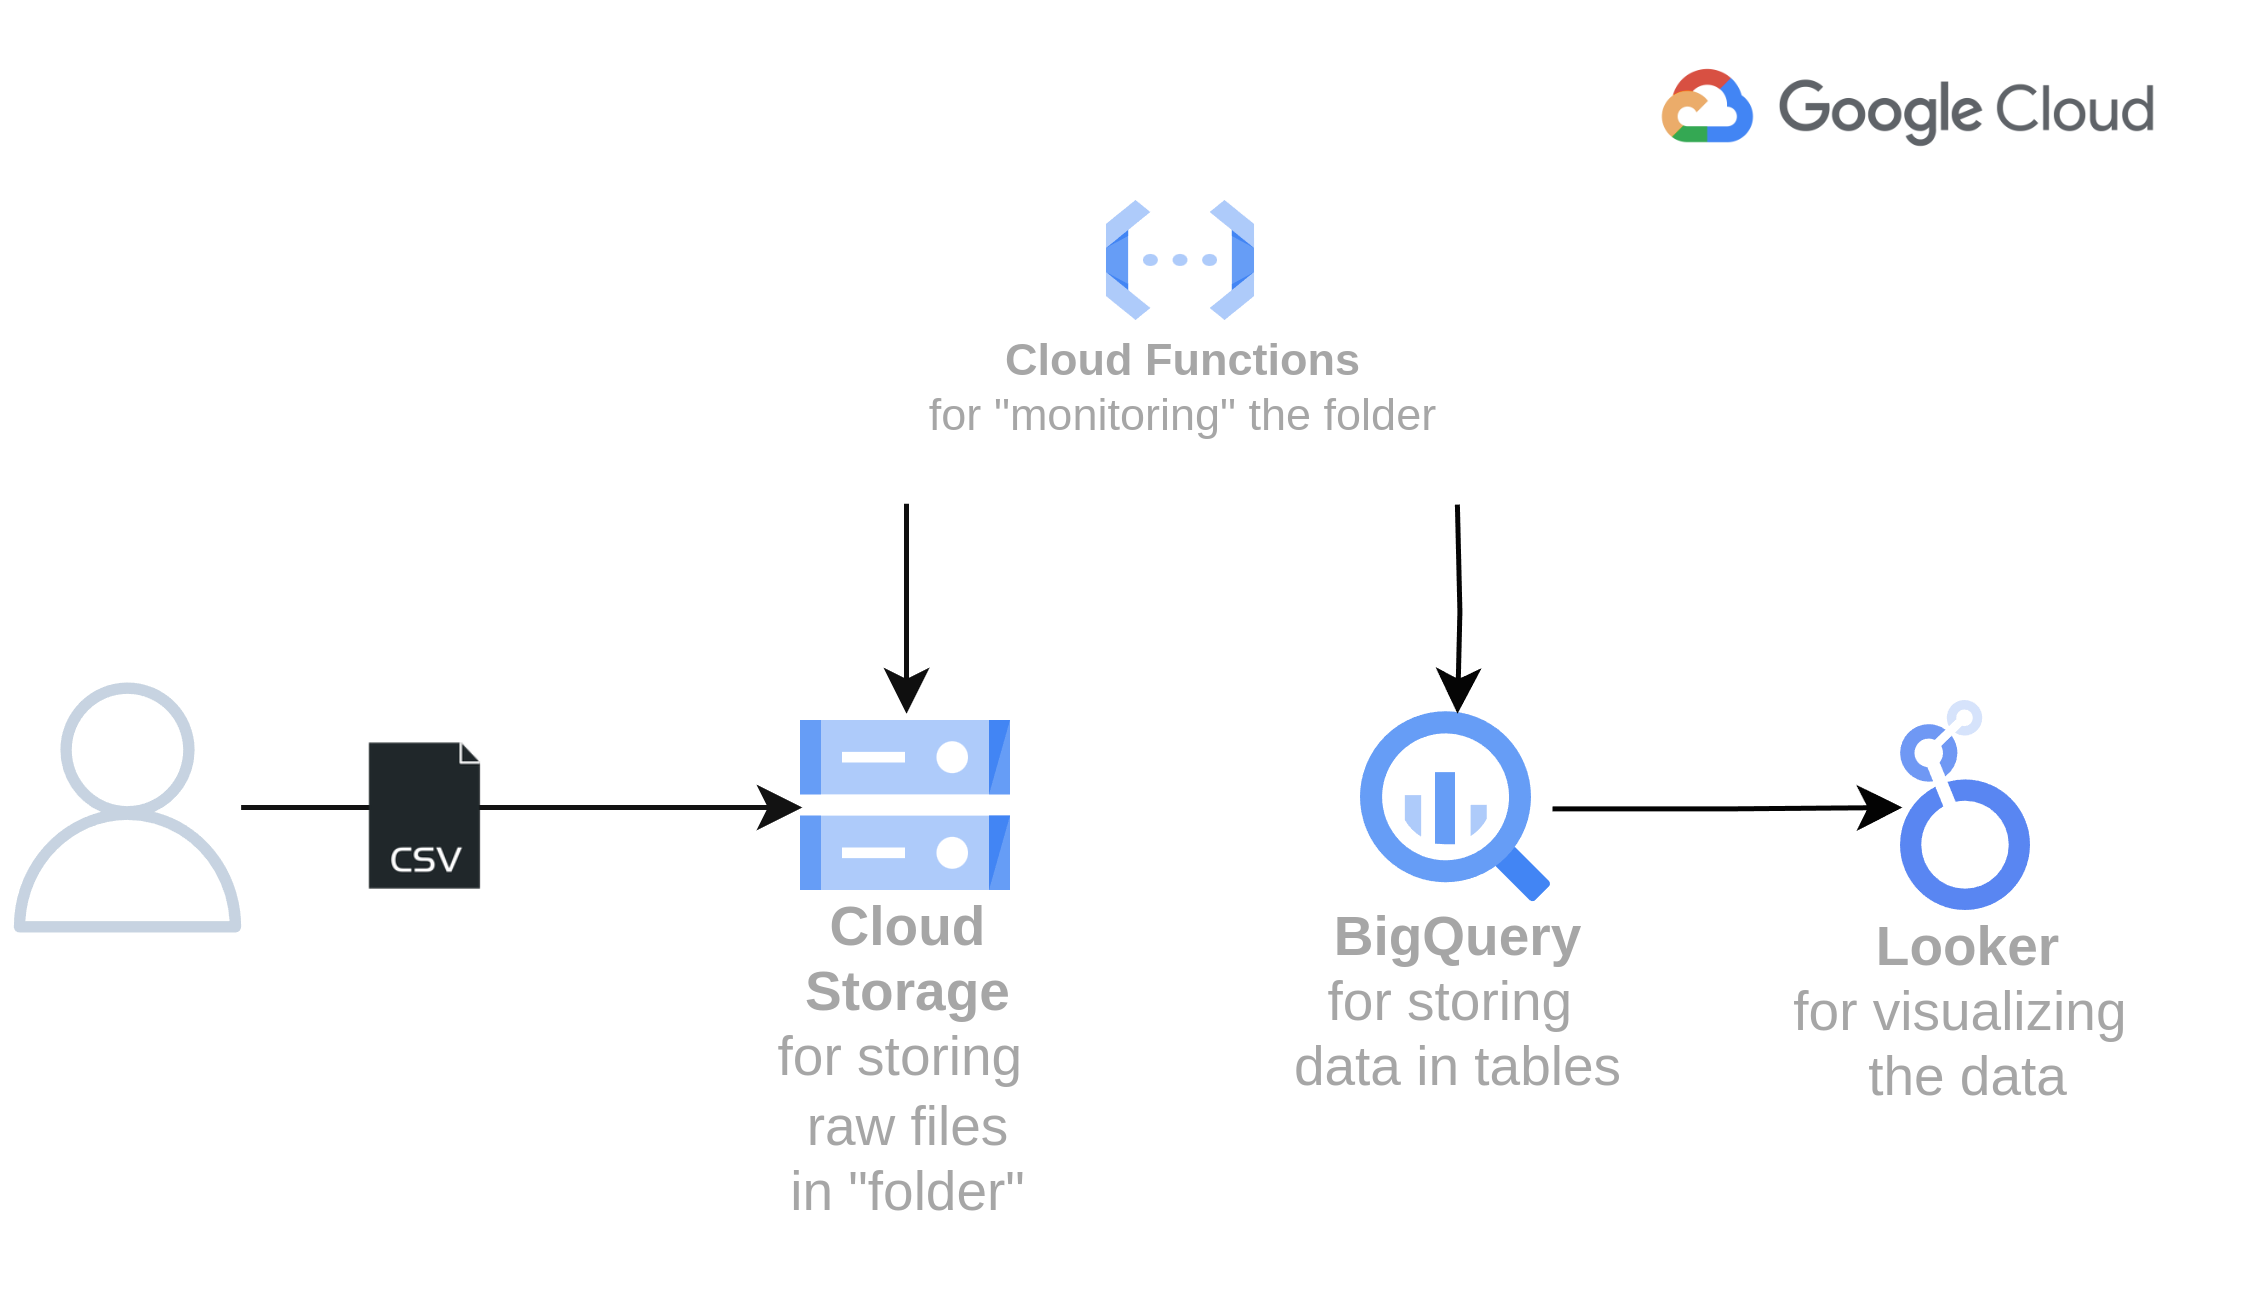 Google Cloud
Cloud Functions
for "monitoring" the folder
CSV
Cloud
Storage
for storing
raw files
in "folder"
BigQuery
for storing
data in tables
Looker
for visualizing
the data